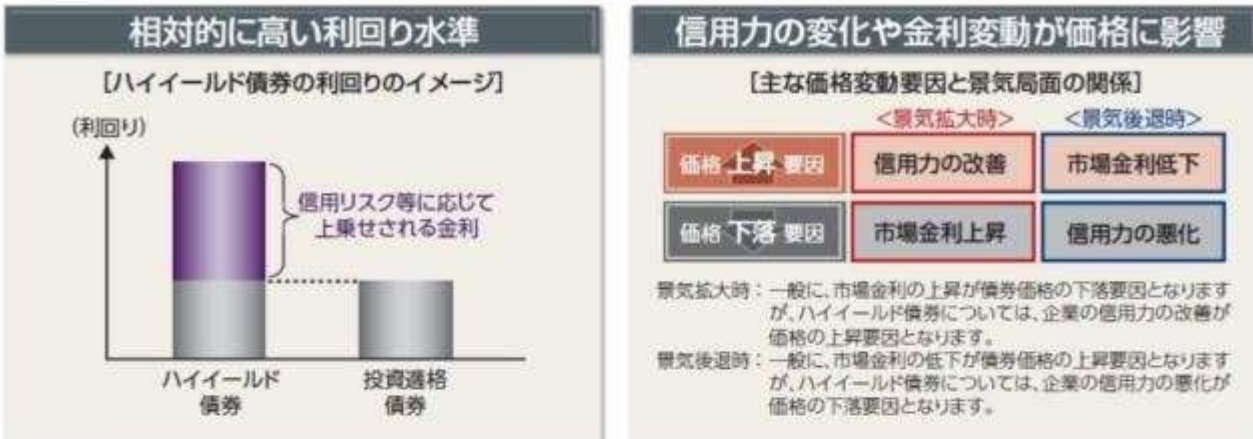 相対的に高い利回り水準
[ハイイールド債券の利回りのイメージ]
(利回り)
信用リスク等に応じて
上乗せされる金利
ハイイールド
債券
投資適格
債券
信用力の変化や金利変動が価格に影響
[主な価格変動要因と景気局面の関係]
<景気拡大時> <景気後退時>
価格 上昇 要因 信用力の改善 市場金利低下
価格 下落 要因 市場金利上昇 信用力の悪化
景気拡大時：一般に、市場金利の上昇が債券価格の下落要因となります
が、ハイイールド債券については、企業の信用力の改善が
価格の上昇要因となります。
景気後退時：一般に、市場金利の低下が債券価格の上昇要因となります
が、ハイイールド債券については、企業の信用力の悪化が
価格の下落要因となります。